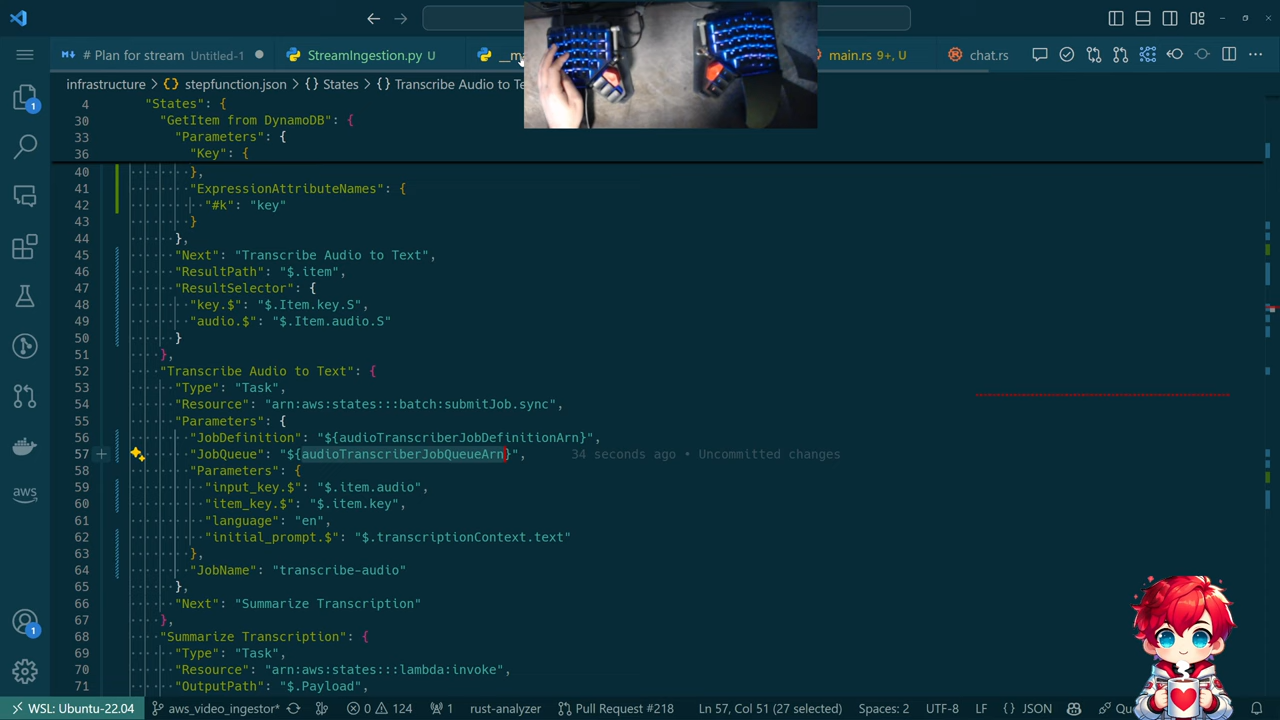 # Plan for stream Untitled-1
StreamIngestion.py U
main.rs 9+, U
chat.rs
infrastructure > stepfunction.json > {} States > {} Transcribe Audio to Te
4 "States": {
30 "GetItem from DynamoDB": {
33 "Parameters": {
36 "Key": {
40 },
41 "ExpressionAttributeNames": {
42 "#k": "key"
43 }
44 },
45 "Next": "Transcribe Audio to Text",
46 "ResultPath": "$.item",
47 "ResultSelector": {
48 "key.$": "$.Item.key.S",
49 "audio.$": "$.Item.audio.S"
50 }
51 },
52 "Transcribe Audio to Text": {
53 "Type": "Task",
54 "Resource": "arn:aws:states:::batch:submitJob.sync",
55 "Parameters": {
56 "JobDefinition": "${audioTranscriberJobDefinitionArn}",
57 "JobQueue": "${audioTranscriberJobQueueArn}", 34 seconds ago • Uncommitted changes
58 "Parameters": {
59 "input_key.$": "$.item.audio",
60 "item_key.$": "$.item.key",
61 "language": "en",
62 "initial_prompt.$": "$.transcriptionContext.text"
63 },
64 "JobName": "transcribe-audio"
65 },
66 "Next": "Summarize Transcription"
67 },
68 "Summarize Transcription": {
69 "Type": "Task",
70 "Resource": "arn:aws:states:::lambda:invoke",
71 "OutputPath": "$.Payload",
1
aws
1
WSL: Ubuntu-22.04 aws_video_ingestor* 0 124 1 rust-analyzer Pull Request #218 Ln 57, Col 51 (27 selected) Spaces: 2 UTF-8 LF {} JSON